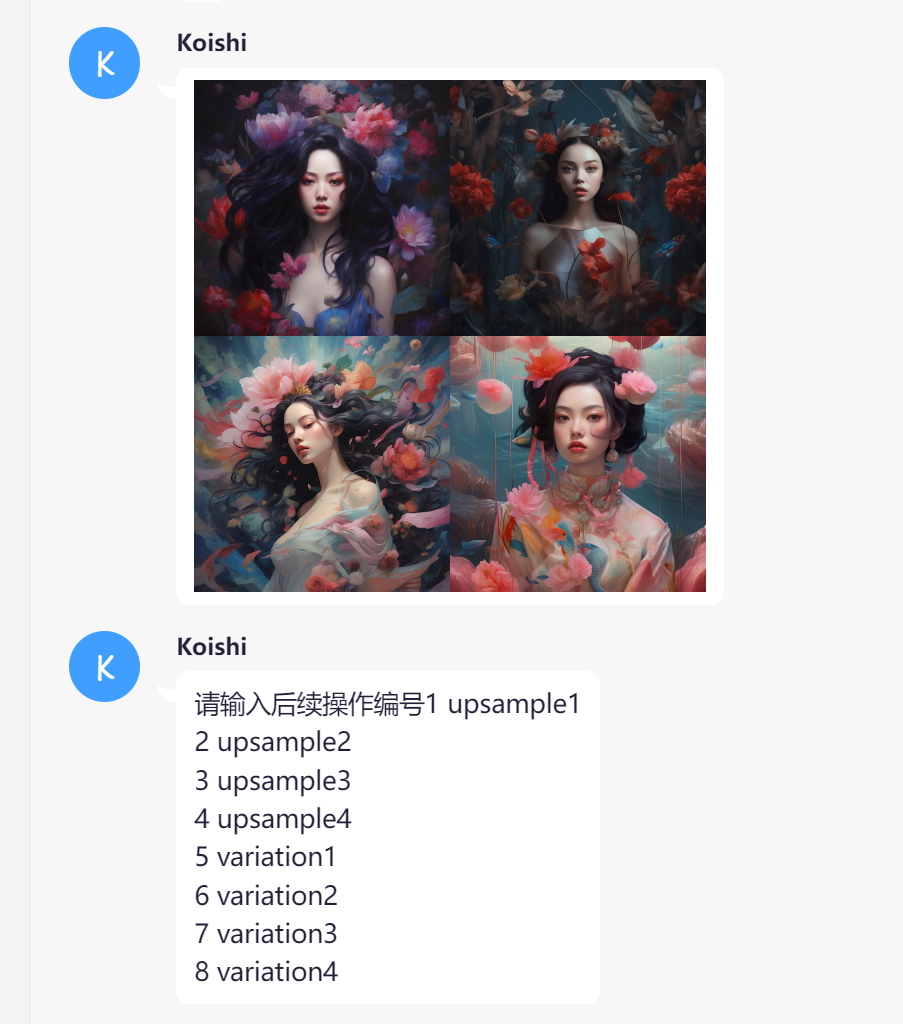 Koishi
K
Koishi
K
请输入后续操作编号1 upsample1
2 upsample2
3 upsample3
4 upsample4
5 variation1
6 variation2
7 variation3
8 variation4